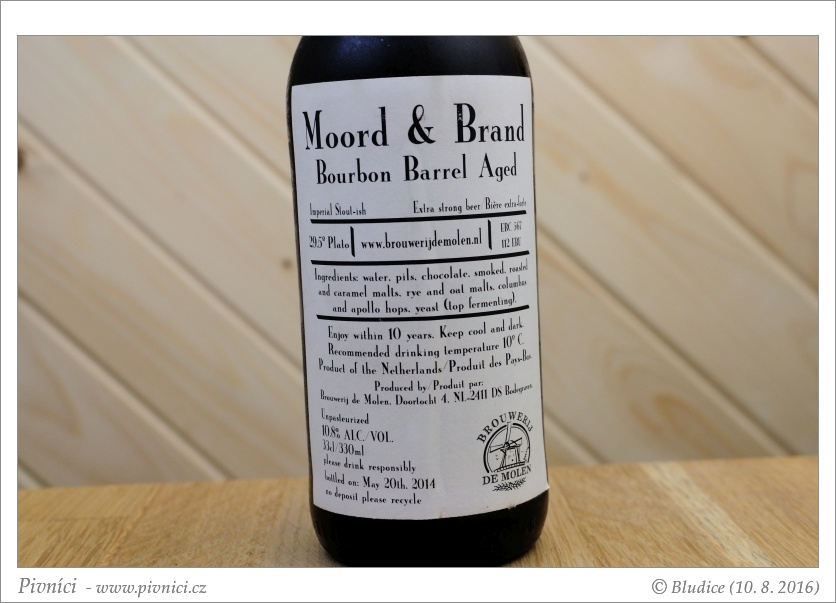 Moord & Brand
Bourbon Barrel Aged
Imperial Stout-ish Extra strong beer Bière extra-forte
29.5° Plato www.brouwerijdemolen.nl EBC 567
112 EBU
Ingredients: water, pils, chocolate, smoked, roasted
and caramel malts, rye and oat malts, columbus
and apollo hops, yeast (top fermenting).
Enjoy within 10 years. Keep cool and dark.
Recommended drinking temperature 10° C.
Product of the Netherlands/Produit des Pays-Bas.
Produced by/Produit par:
Brouwerij de Molen, Doortocht 4, NL-2411 DS Bodegraven
Unpasteurized
10.8% ALC./VOL.
33cl/330ml
please drink responsibly
bottled on: May 20th, 2014
no deposit please recycle
BROUWERIJ
DE MOLEN
Pivníci - www.pivnici.cz
© Bludice (10. 8. 2016)